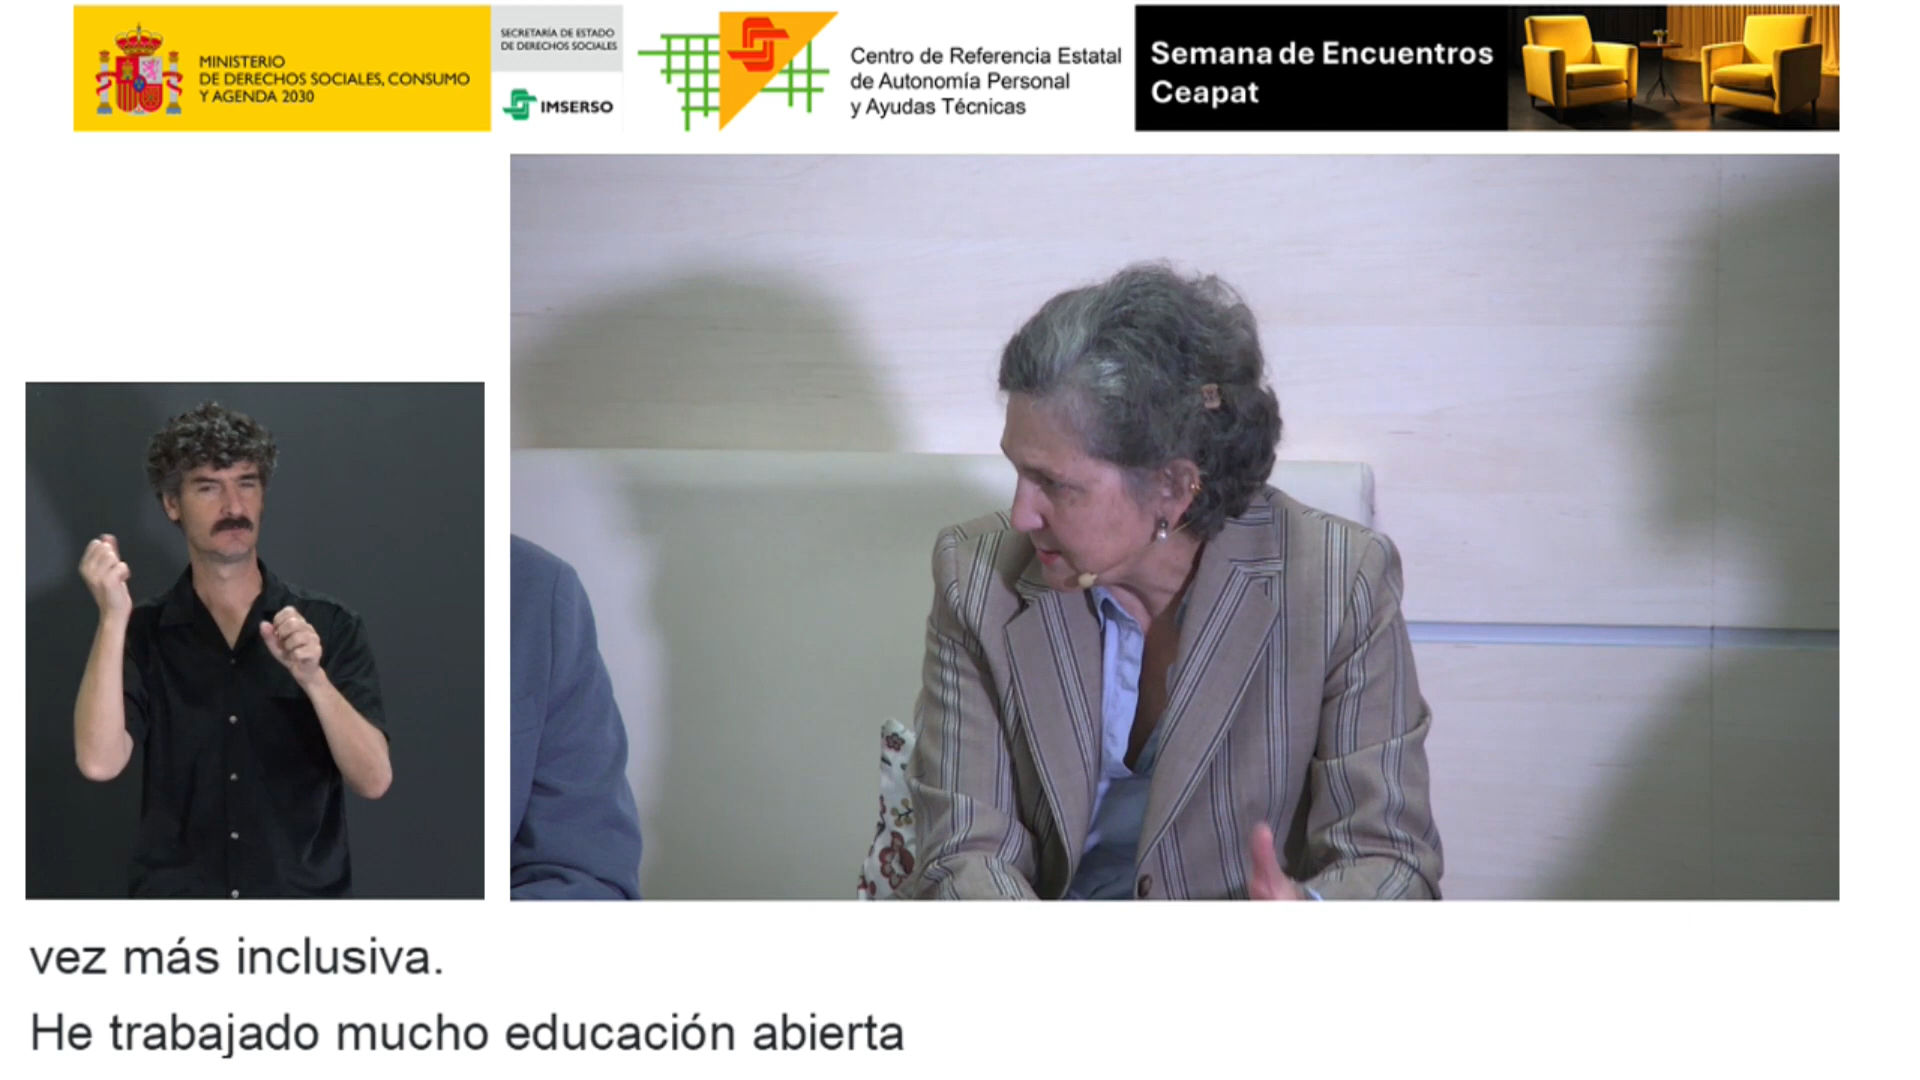 MINISTERIO
DE DERECHOS SOCIALES, CONSUMO
Y AGENDA 2030
SECRETARÍA DE ESTADO
DE DERECHOS SOCIALES
IMSERSO
Centro de Referencia Estatal
de Autonomía Personal
y Ayudas Técnicas
Semana de Encuentros
Ceapat
vez más inclusiva.
He trabajado mucho educación abierta